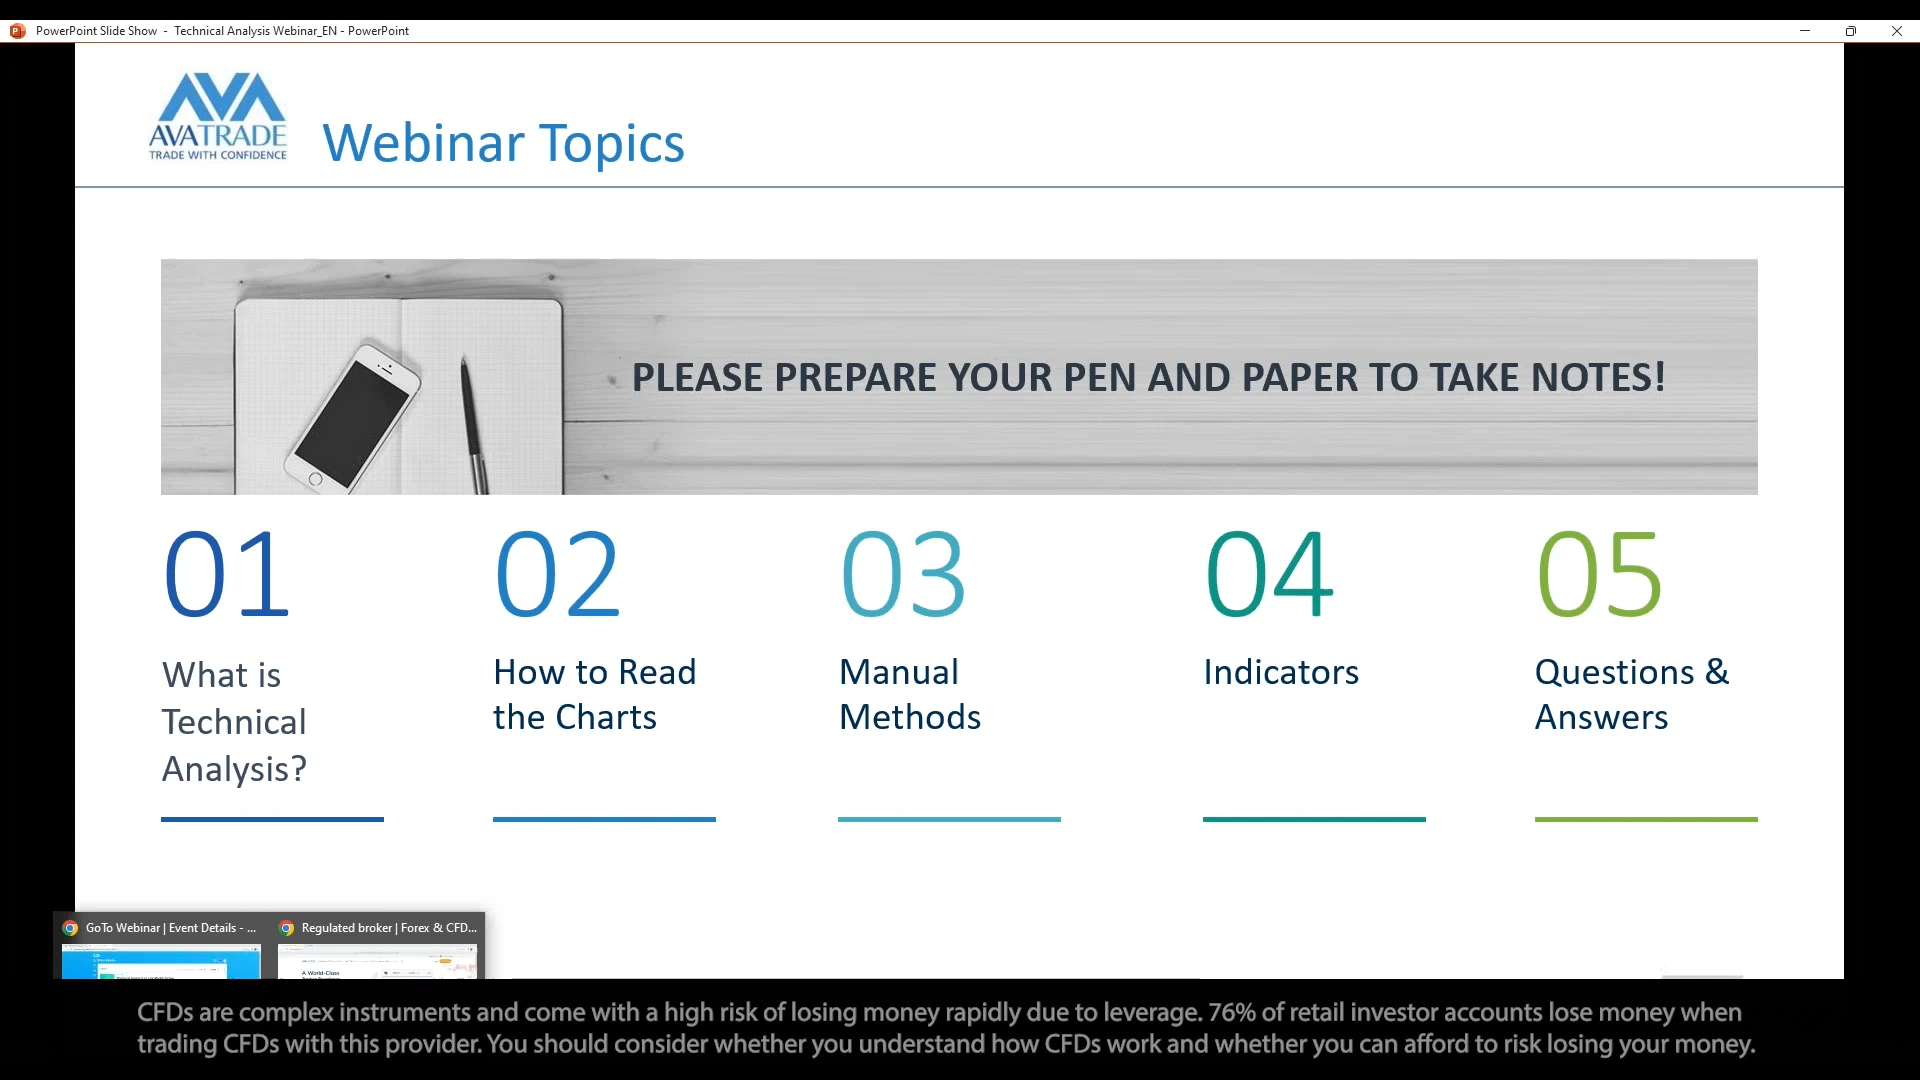 PowerPoint Slide Show - Technical Analysis Webinar_EN - PowerPoint
AVATRADE
TRADE WITH CONFIDENCE
Webinar Topics
PLEASE PREPARE YOUR PEN AND PAPER TO TAKE NOTES!
01
What is
Technical
Analysis?
02
How to Read
the Charts
03
Manual
Methods
04
Indicators
05
Questions &
Answers
GoTo Webinar | Event Details - ...
Regulated broker | Forex & CFD...
A World-Class
CFDs are complex instruments and come with a high risk of losing money rapidly due to leverage. 76% of retail investor accounts lose money when
trading CFDs with this provider. You should consider whether you understand how CFDs work and whether you can afford to risk losing your money.